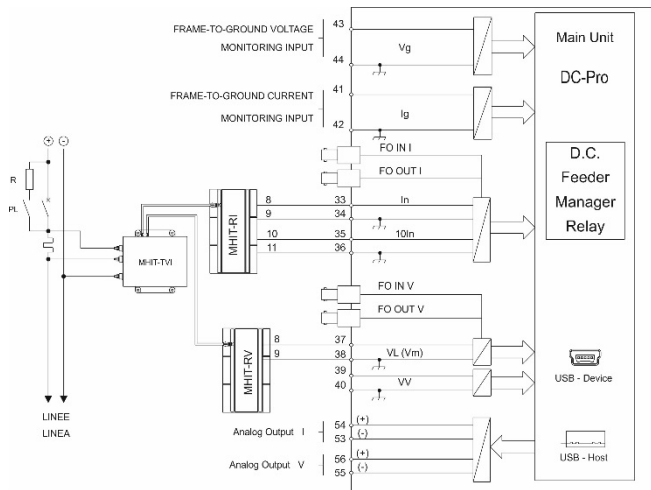 FRAME-TO-GROUND VOLTAGE
MONITORING INPUT
43
44
Vg
Main Unit
DC-Pro
FRAME-TO-GROUND CURRENT
MONITORING INPUT
41
42
Ig
FO IN I
FO OUT I
D.C.
Feeder
Manager
Relay
+
-
R
PL
MHIT-TVI
MHIT-RI
8
9
10
11
33
34
35
36
In
10In
FO IN V
FO OUT V
MHIT-RV
8
9
37
38
39
40
VL (Vm)
VV
USB - Device
LINEE
LINEA
Analog Output I
54
53
(+)
(-)
Analog Output V
56
55
(+)
(-)
USB - Host